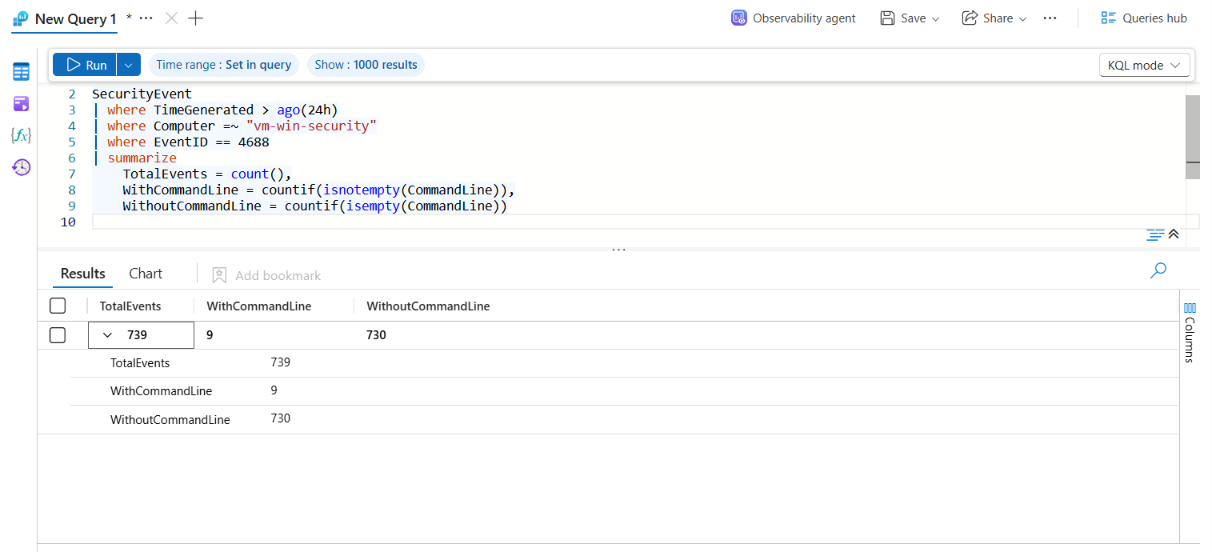 New Query 1 * ...
Observability agent Save Share ... Queries hub
Run Time range : Set in query Show : 1000 results KQL mode
2 SecurityEvent
3 | where TimeGenerated > ago(24h)
4 | where Computer =~ "vm-win-security"
5 | where EventID == 4688
6 | summarize
7 TotalEvents = count(),
8 WithCommandLine = countif(isnotempty(CommandLine)),
9 WithoutCommandLine = countif(isempty(CommandLine))
10
Results Chart Add bookmark
TotalEvents WithCommandLine WithoutCommandLine
739 9 730
TotalEvents 739
WithCommandLine 9
WithoutCommandLine 730
Columns